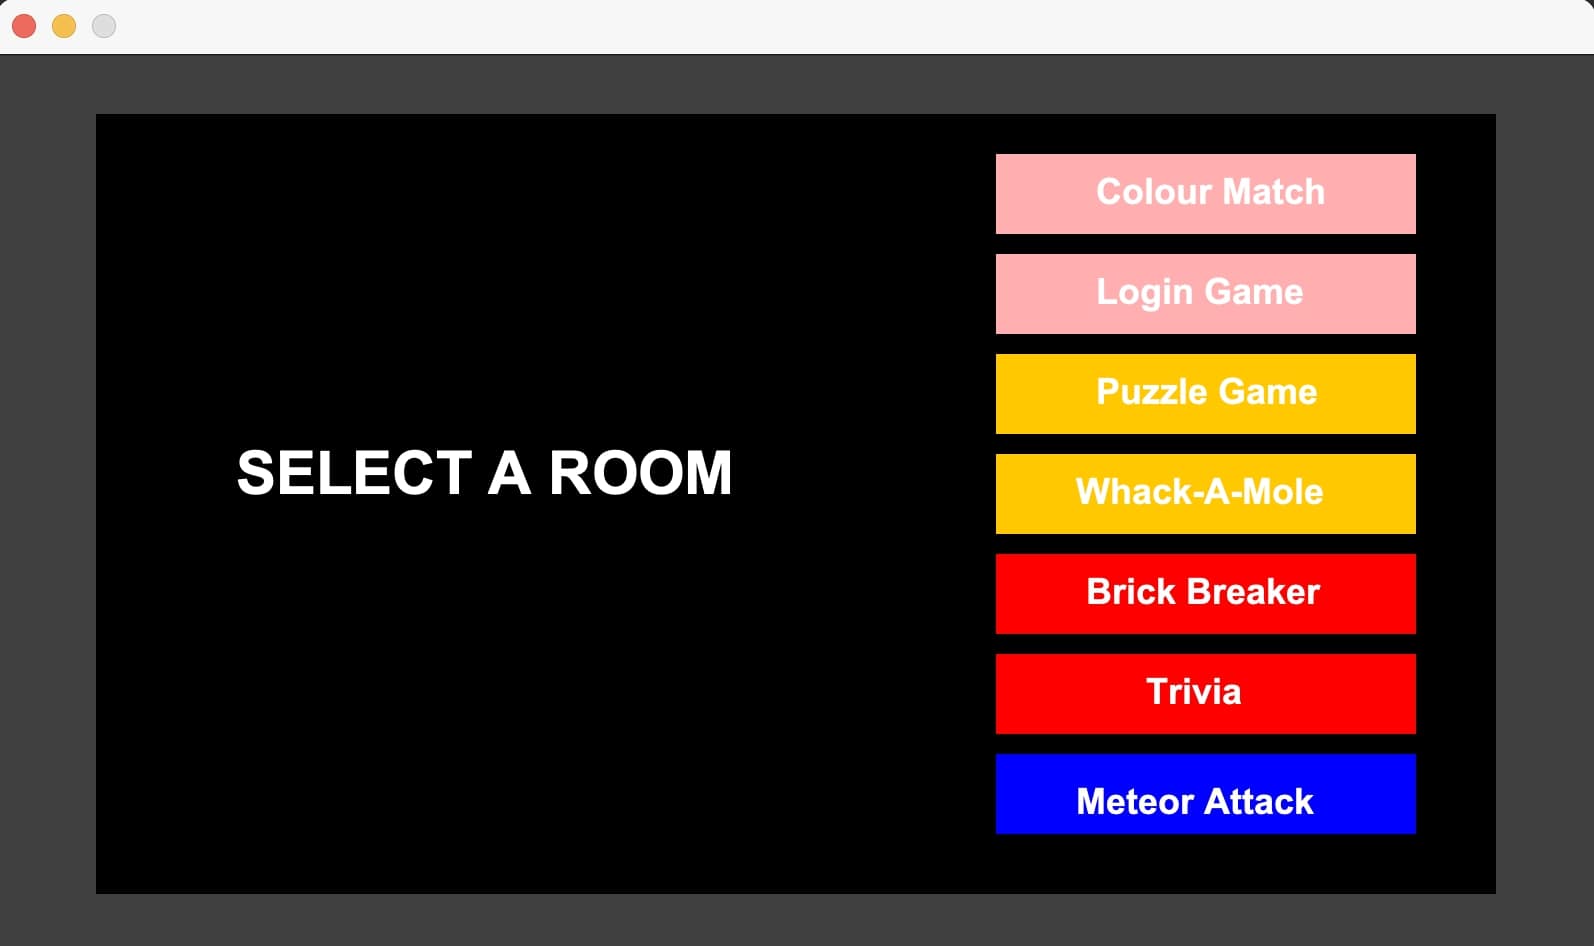 SELECT A ROOM
Colour Match
Login Game
Puzzle Game
Whack-A-Mole
Brick Breaker
Trivia
Meteor Attack